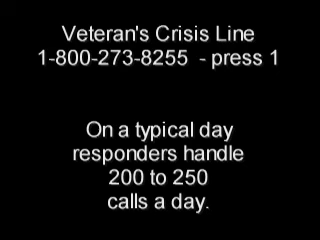 Veteran's Crisis Line
1-800-273-8255 - press 1
On a typical day
responders handle
200 to 250
calls a day.